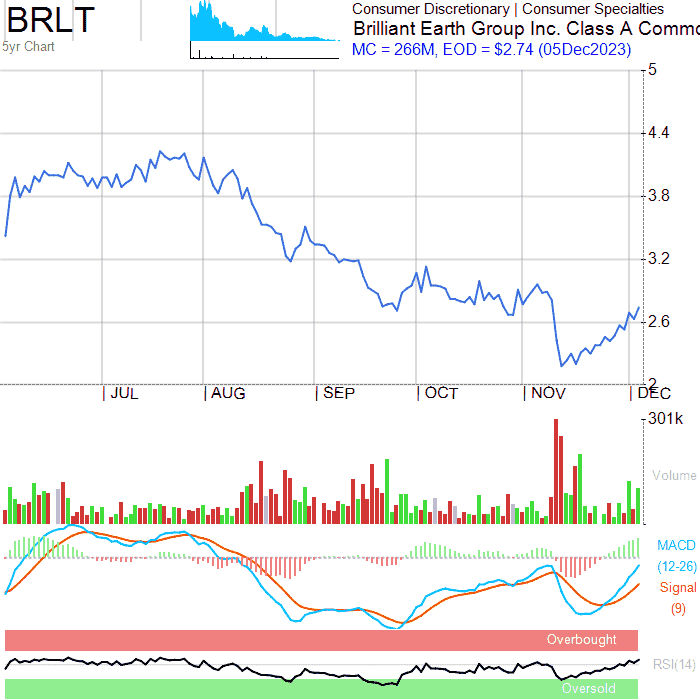 BRLT
5yr Chart
Consumer Discretionary | Consumer Specialties
Brilliant Earth Group Inc. Class A Commo
MC = 266M, EOD = $2.74 (05Dec2023)
5
4.4
3.8
3.2
2.6
2
JUL AUG SEP OCT NOV DEC
301k
Volume
MACD
(12-26)
Signal
(9)
Overbought
RSI(14)
Oversold